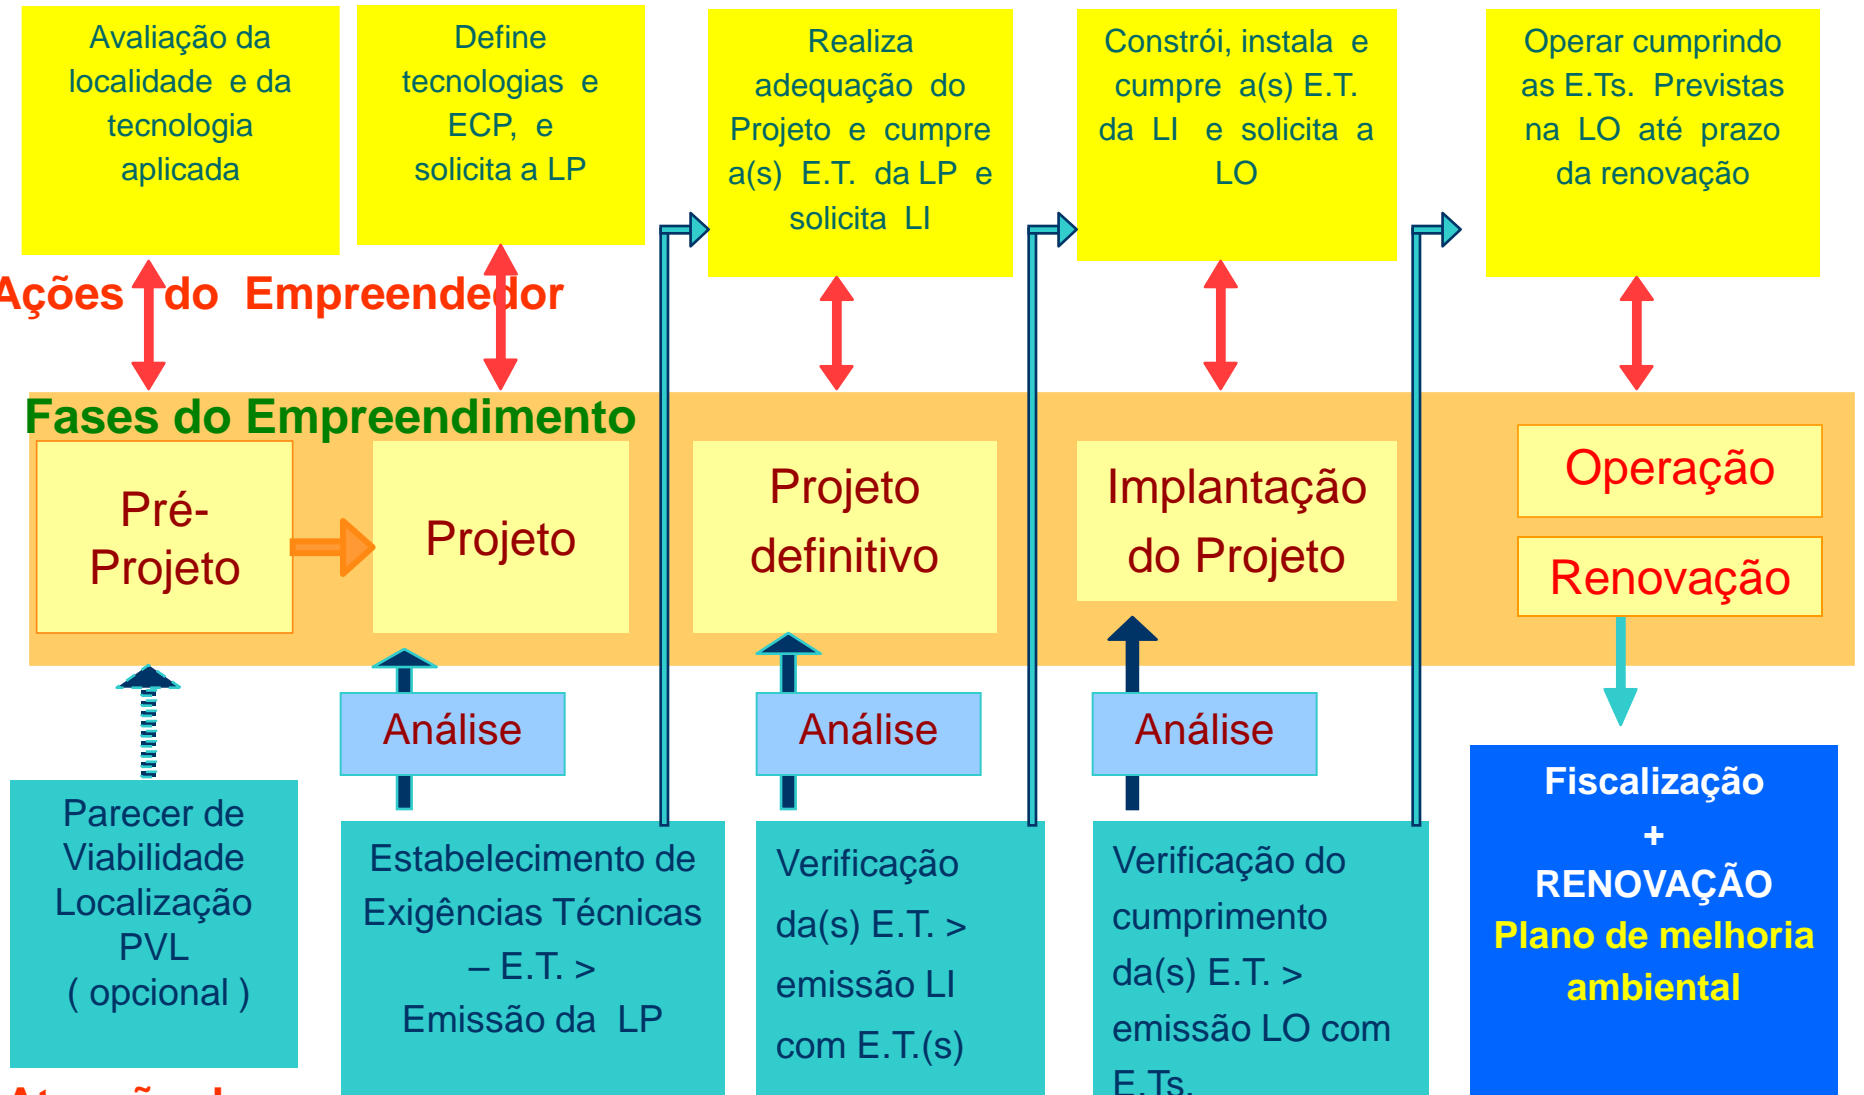 Avaliação da
localidade e da
tecnologia
aplicada
Define
tecnologias e
ECP, e
solicita a LP
Realiza
adequação do
Projeto e cumpre
a(s) E.T. da LP e
solicita LI
Constrói, instala e
cumpre a(s) E.T.
da LI e solicita a
LO
Operar cumprindo
as E.Ts. Previstas
na LO até prazo
da renovação
Ações do Empreendedor
Fases do Empreendimento
Pré-
Projeto
Projeto
Projeto
definitivo
Implantação
do Projeto
Operação
Renovação
Análise
Análise
Análise
Parecer de
Viabilidade
Localização
PVL
( opcional )
Estabelecimento de
Exigências Técnicas
– E.T. >
Emissão da LP
Verificação
da(s) E.T. >
emissão LI
com E.T.(s)
Verificação do
cumprimento
da(s) E.T. >
emissão LO com
E.Ts.
Fiscalização
+
RENOVAÇÃO
Plano de melhoria
ambiental